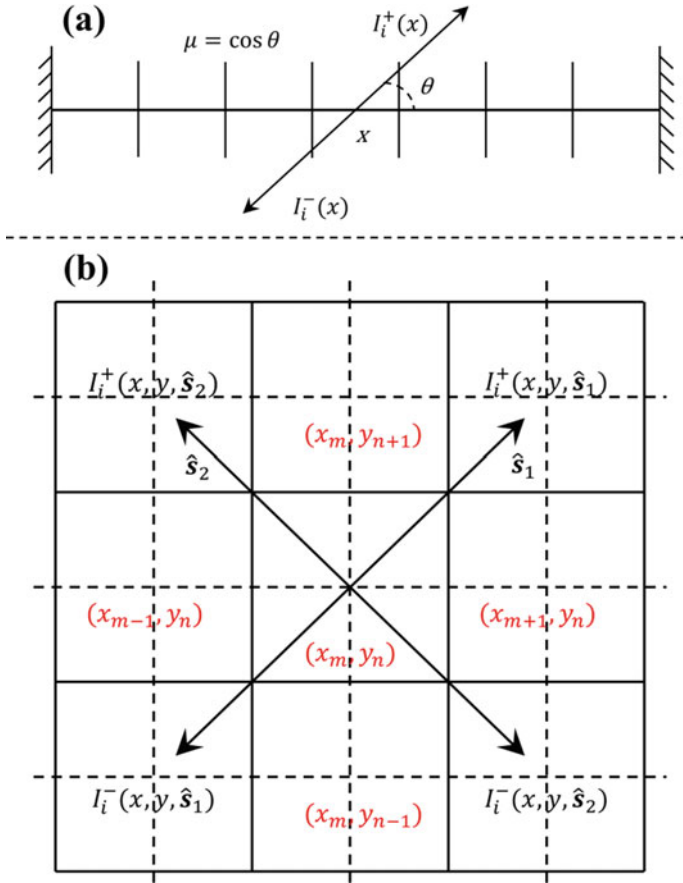 (a)
μ = cos θ
I_i^+(x)
θ
x
I_i^-(x)
(b)
I_i^+(x, y, ŝ_2)
I_i^+(x, y, ŝ_1)
(x_m, y_{n+1})
ŝ_2
ŝ_1
(x_{m-1}, y_n)
(x_{m+1}, y_n)
(x_m, y_n)
I_i^-(x, y, ŝ_1)
I_i^-(x, y, ŝ_2)
(x_m, y_{n-1})